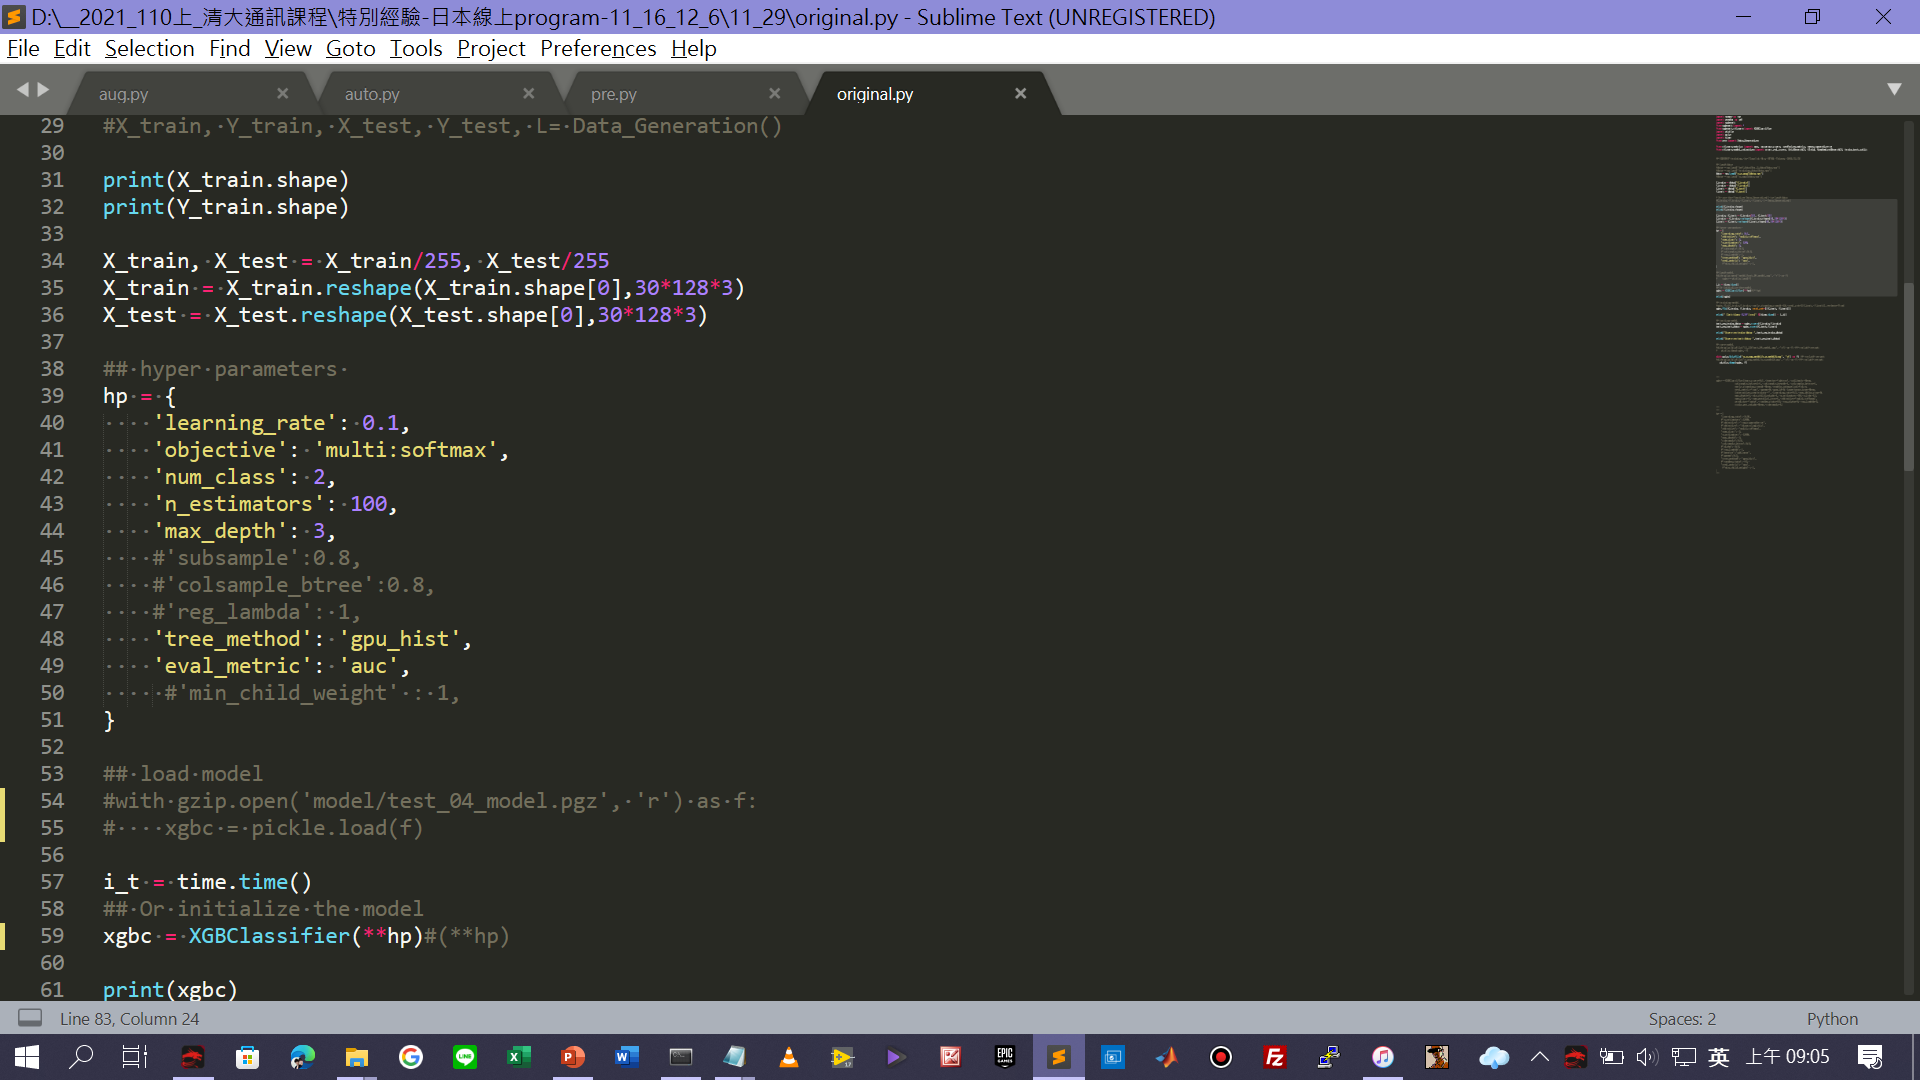 D:\__2021_110上_清大通訊課程\特別經驗-日本線上program-11_16_12_6\11_29\original.py - Sublime Text (UNREGISTERED)
File Edit Selection Find View Goto Tools Project Preferences Help
aug.py auto.py pre.py original.py
29 #X_train, Y_train, X_test, Y_test, L= Data_Generation()
30
31 print(X_train.shape)
32 print(Y_train.shape)
33
34 X_train, X_test = X_train/255, X_test/255
35 X_train = X_train.reshape(X_train.shape[0],30*128*3)
36 X_test = X_test.reshape(X_test.shape[0],30*128*3)
37
38 ## hyper parameters
39 hp = {
40 'learning_rate': 0.1,
41 'objective': 'multi:softmax',
42 'num_class': 2,
43 'n_estimators': 100,
44 'max_depth': 3,
45 #'subsample':0.8,
46 #'colsample_btree':0.8,
47 #'reg_lambda': 1,
48 'tree_method': 'gpu_hist',
49 'eval_metric': 'auc',
50 #'min_child_weight' : 1,
51 }
52
53 ## load model
54 #with gzip.open('model/test_04_model.pgz', 'r') as f:
55 #    xgbc = pickle.load(f)
56
57 i_t = time.time()
58 ## Or initialize the model
59 xgbc = XGBClassifier(**hp)#(**hp)
60
61 print(xgbc)
Line 83, Column 24 Spaces: 2 Python
英 上午 09:05